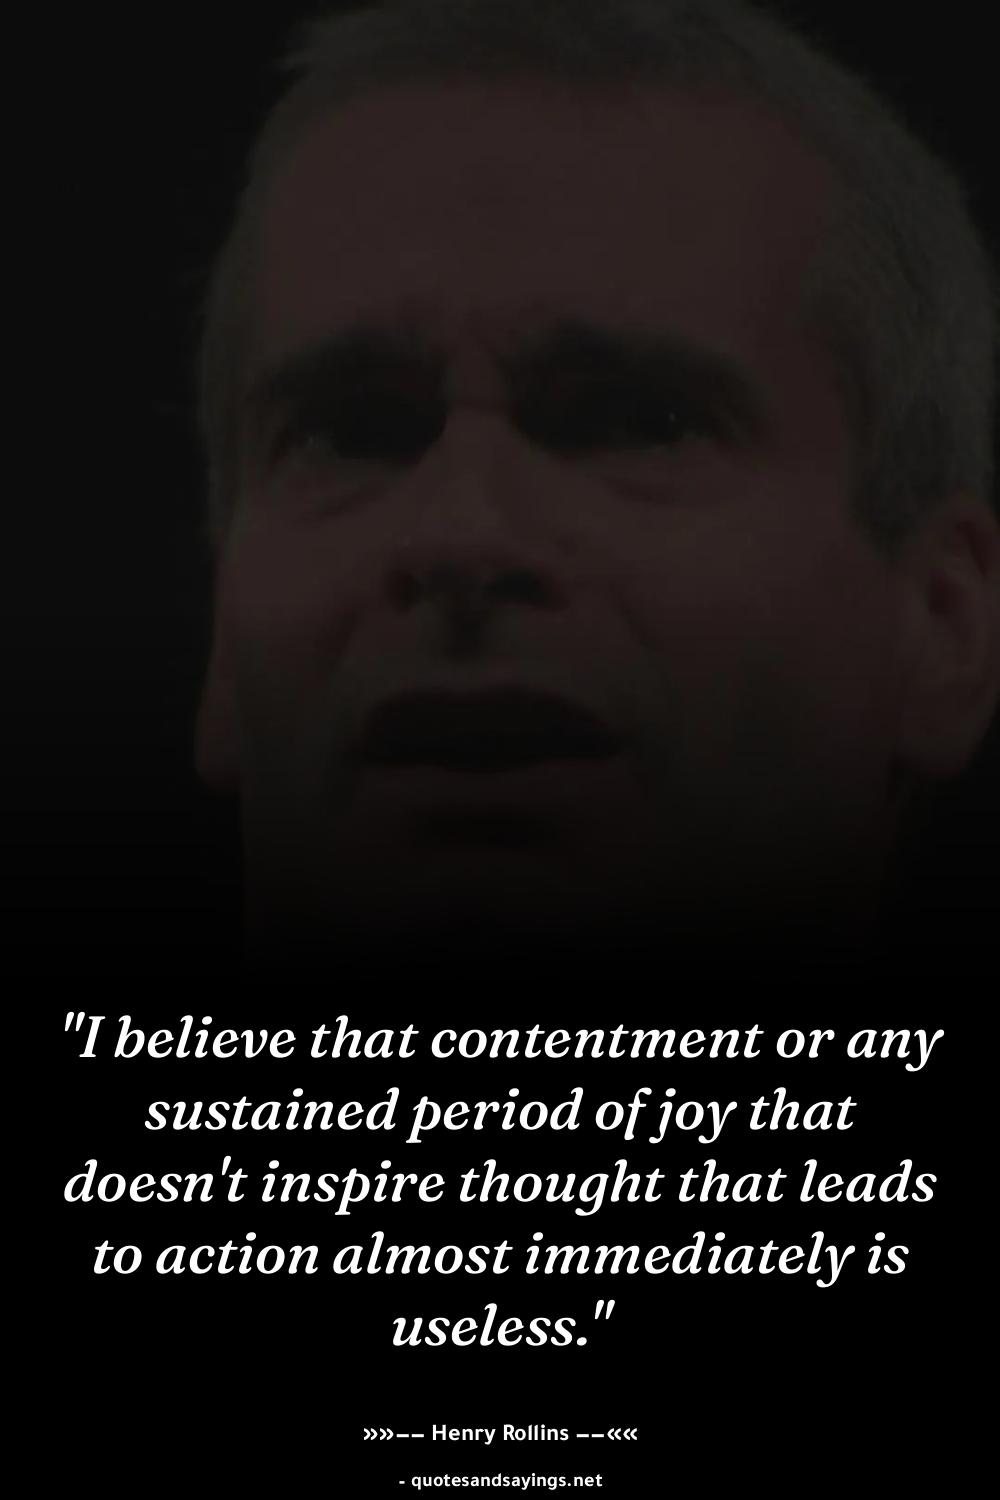 "I believe that contentment or any
sustained period of joy that
doesn't inspire thought that leads
to action almost immediately is
useless."
»»−− Henry Rollins −−««
- quotesandsayings.net